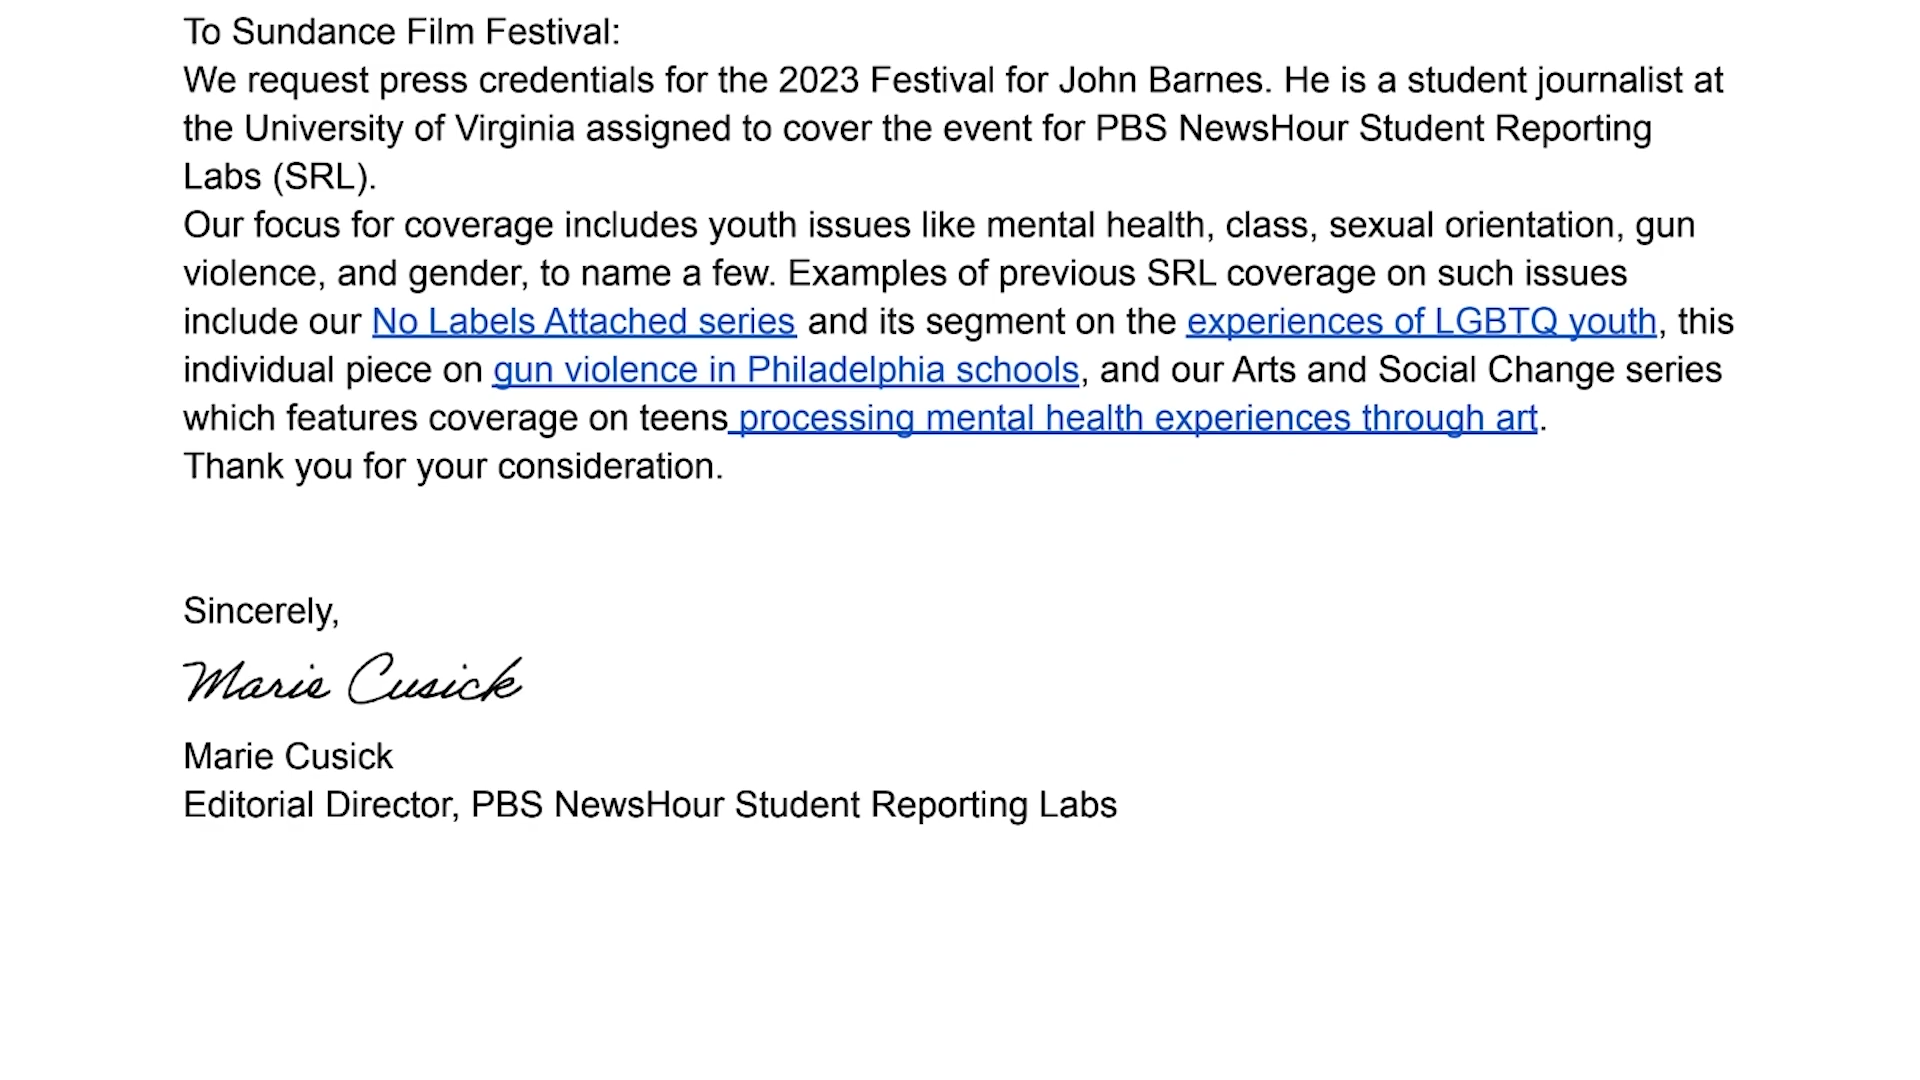 To Sundance Film Festival:
We request press credentials for the 2023 Festival for John Barnes. He is a student journalist at
the University of Virginia assigned to cover the event for PBS NewsHour Student Reporting
Labs (SRL).
Our focus for coverage includes youth issues like mental health, class, sexual orientation, gun
violence, and gender, to name a few. Examples of previous SRL coverage on such issues
include our No Labels Attached series and its segment on the experiences of LGBTQ youth, this
individual piece on gun violence in Philadelphia schools, and our Arts and Social Change series
which features coverage on teens processing mental health experiences through art.
Thank you for your consideration.
Sincerely,
Marie Cusick
Marie Cusick
Editorial Director, PBS NewsHour Student Reporting Labs